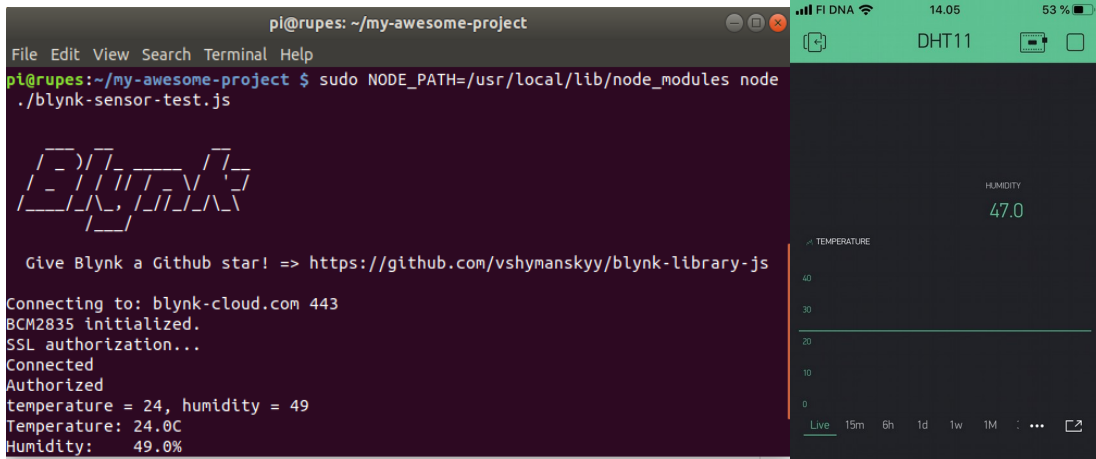 pi@rupes: ~/my-awesome-project
File Edit View Search Terminal Help
pi@rupes:~/my-awesome-project $ sudo NODE_PATH=/usr/local/lib/node_modules node
./blynk-sensor-test.js
Blynk
Give Blynk a Github star! => https://github.com/vshymanskyy/blynk-library-js
Connecting to: blynk-cloud.com 443
BCM2835 initialized.
SSL authorization...
Connected
Authorized
temperature = 24, humidity = 49
Temperature: 24.0C
Humidity: 49.0%
FI DNA 14.05 53 %
DHT11
HUMIDITY
47.0
TEMPERATURE
40
30
20
10
0
Live 15m 6h 1d 1w 1M